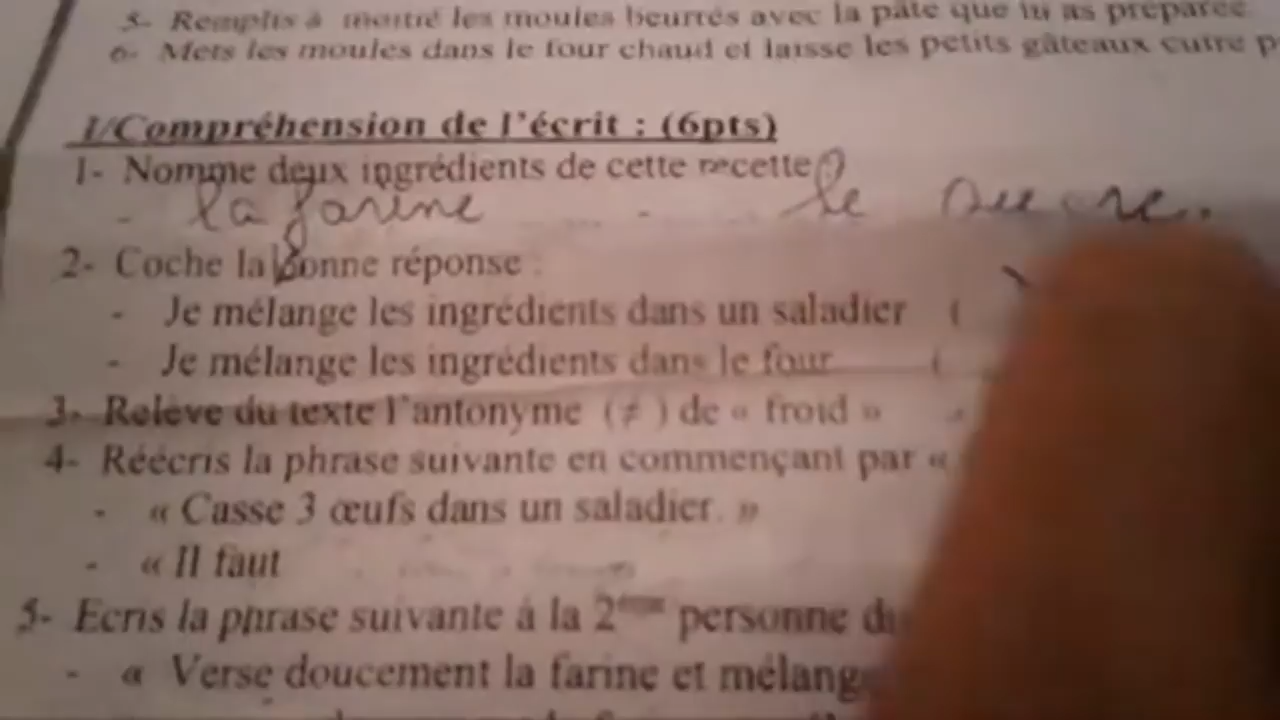 5- Remplis à moitié les moules beurrés avec la pâte que tu as préparée
6- Mets les moules dans le four chaud et laisse les petits gâteaux cuire p
I/Compréhension de l'écrit : (6pts)
1- Nomme deux ingrédients de cette recette
- la farine - le sucre.
2- Coche la bonne réponse :
- Je mélange les ingrédients dans un saladier (
- Je mélange les ingrédients dans le four (
3- Relève du texte l'antonyme (≠) de « froid »
4- Réécris la phrase suivante en commençant par «
- « Casse 3 œufs dans un saladier. »
- « Il faut
5- Ecris la phrase suivante à la 2ème personne du
- « Verse doucement la farine et mélange